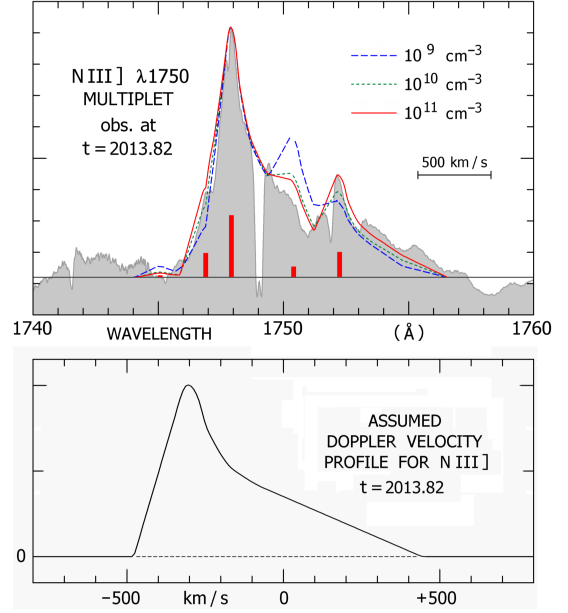 N III] λ1750
MULTIPLET
obs. at
t = 2013.82
10⁹ cm⁻³
10¹⁰ cm⁻³
10¹¹ cm⁻³
500 km / s
1740 WAVELENGTH 1750 (Å) 1760
ASSUMED
DOPPLER VELOCITY
PROFILE FOR N III]
t = 2013.82
0
−500 km / s 0 +500